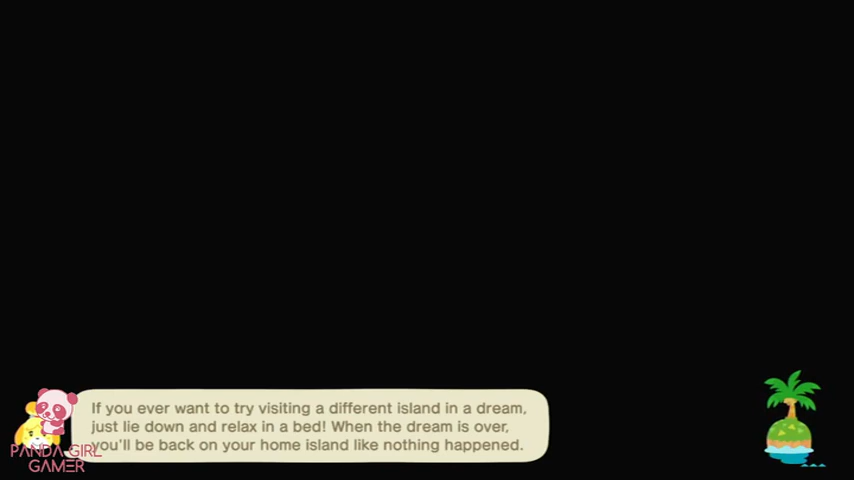 If you ever want to try visiting a different island in a dream,
just lie down and relax in a bed! When the dream is over,
you'll be back on your home island like nothing happened.
PANDA GIRL
GAMER